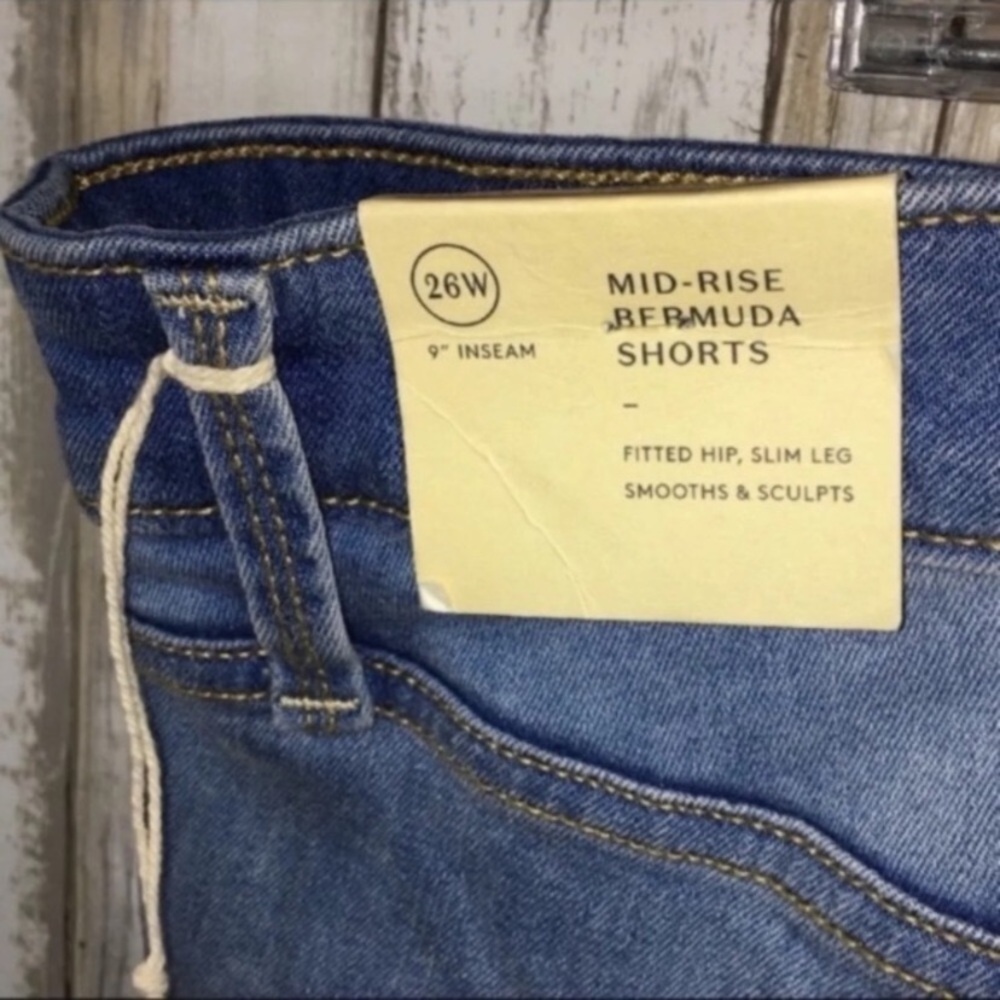 26W
9" INSEAM
MID-RISE
BERMUDA
SHORTS
–
FITTED HIP, SLIM LEG
SMOOTHS & SCULPTS